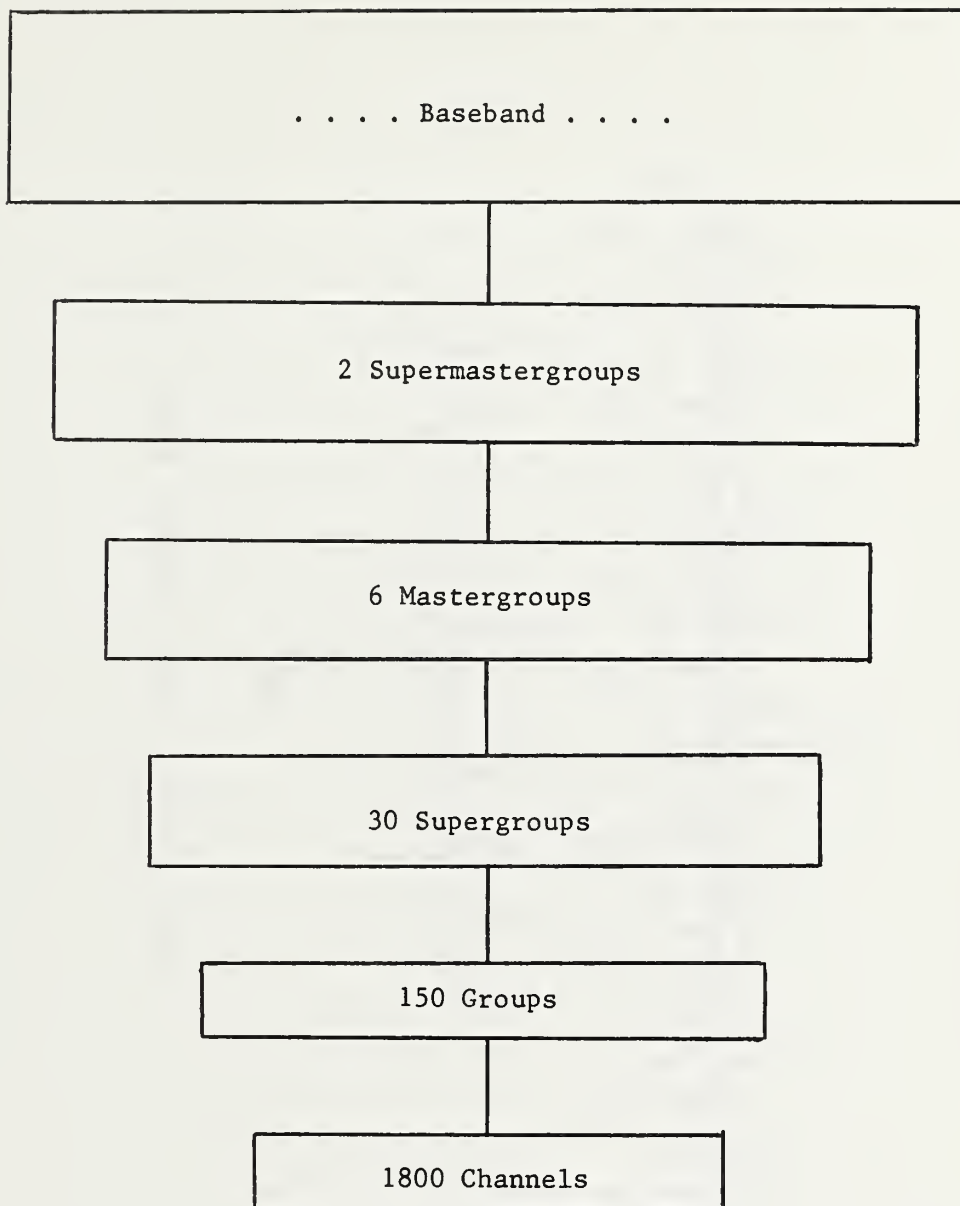 . . . . Baseband . . . .
2 Supermastergroups
6 Mastergroups
30 Supergroups
150 Groups
1800 Channels